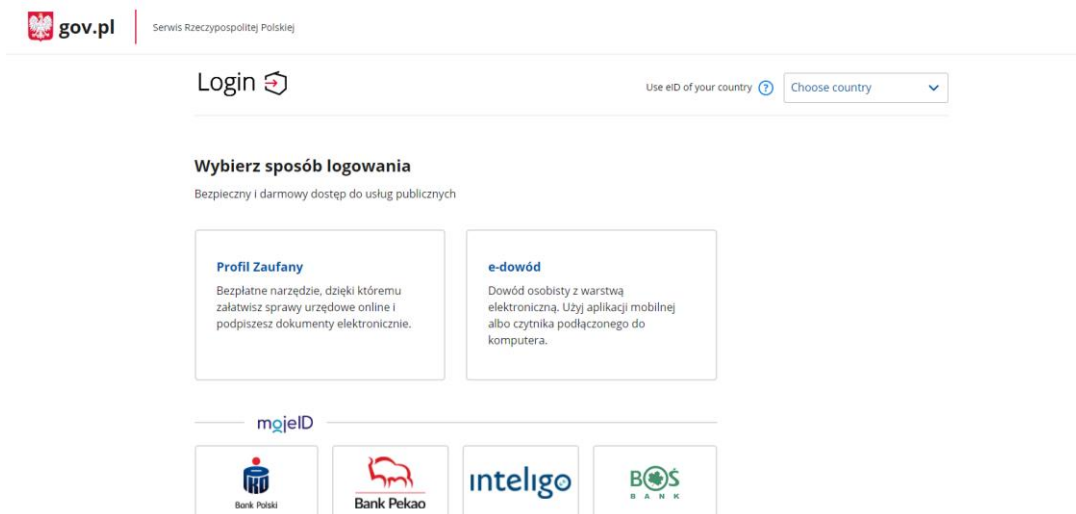 gov.pl
Serwis Rzeczypospolitej Polskiej
Login
Use eID of your country ?
Choose country
Wybierz sposób logowania
Bezpieczny i darmowy dostęp do usług publicznych
Profil Zaufany
Bezpłatne narzędzie, dzięki któremu
załatwisz sprawy urzędowe online i
podpiszesz dokumenty elektronicznie.
e-dowód
Dowód osobisty z warstwą
elektroniczną. Użyj aplikacji mobilnej
albo czytnika podłączonego do
komputera.
mojeID
PKO
Bank Polski
Bank Pekao
inteligo
BOŚ
BANK